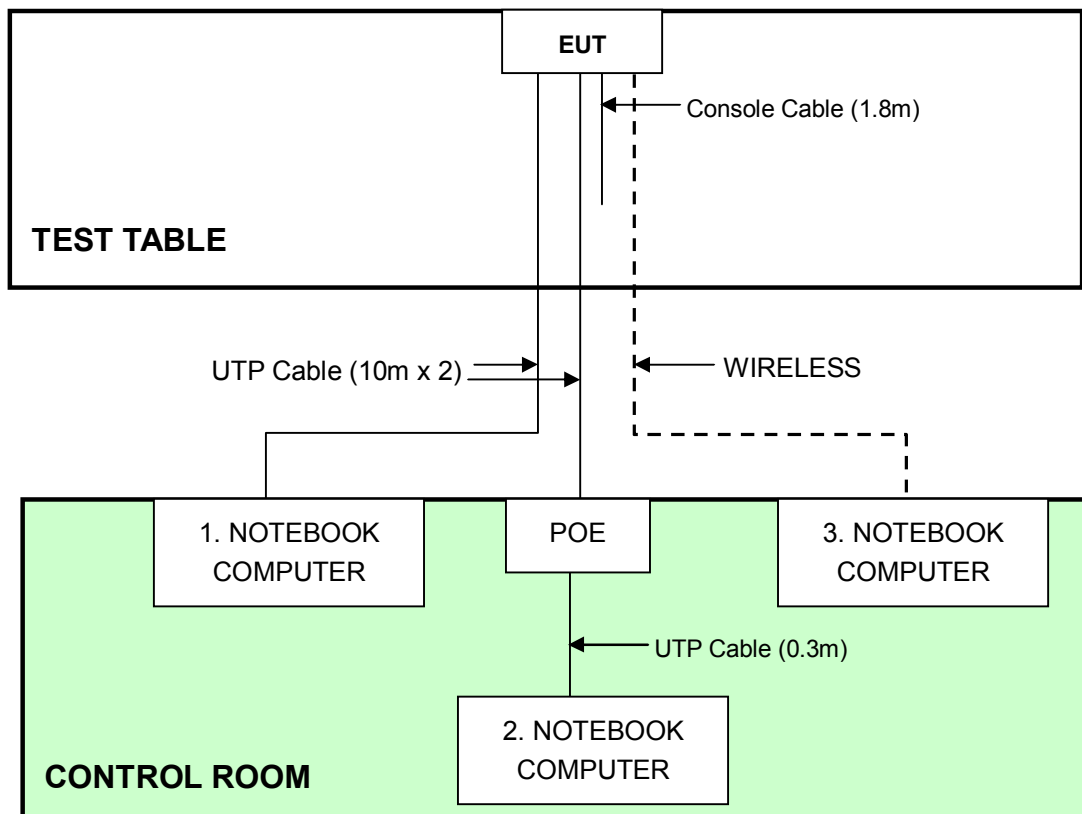 EUT
Console Cable (1.8m)
TEST TABLE
UTP Cable (10m x 2)
WIRELESS
1. NOTEBOOK
COMPUTER
POE
3. NOTEBOOK
COMPUTER
UTP Cable (0.3m)
2. NOTEBOOK
COMPUTER
CONTROL ROOM